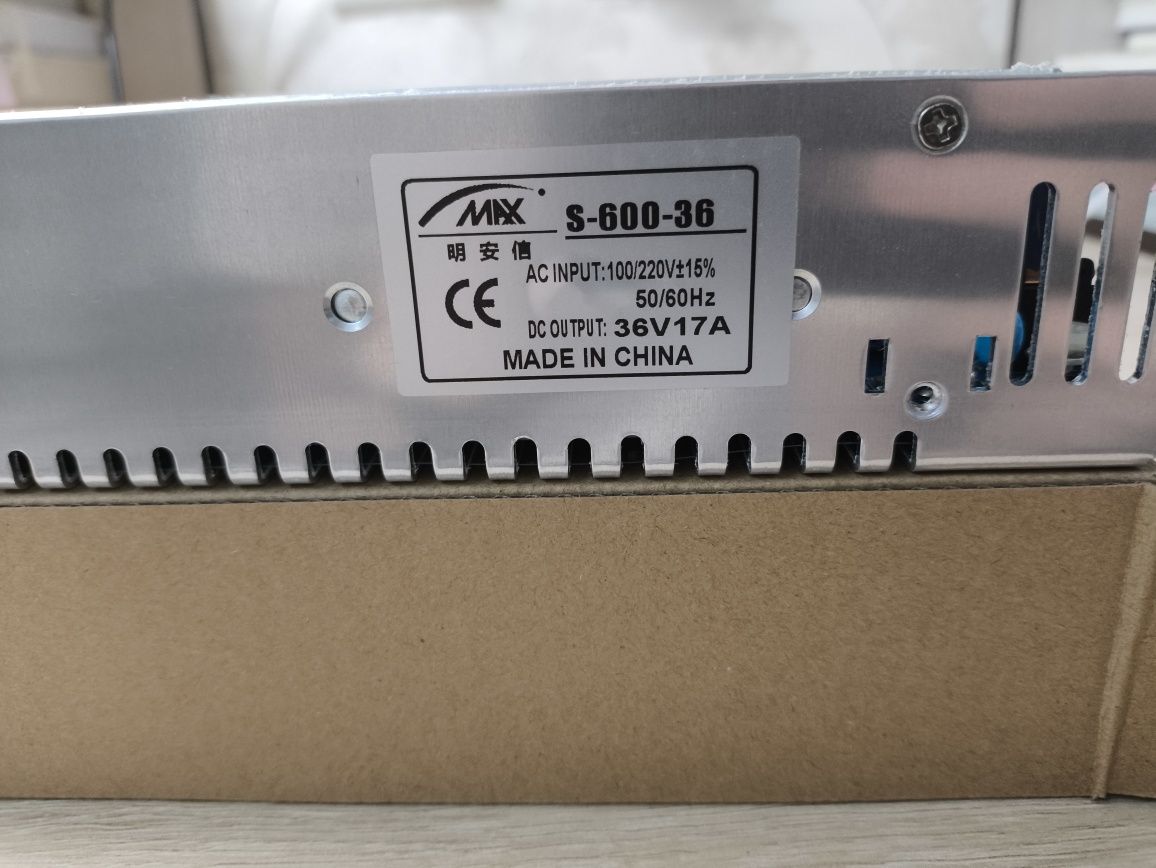 MAX
明安信
S-600-36
AC INPUT:100/220V±15%
50/60Hz
CE
DC OUTPUT: 36V17A
MADE IN CHINA